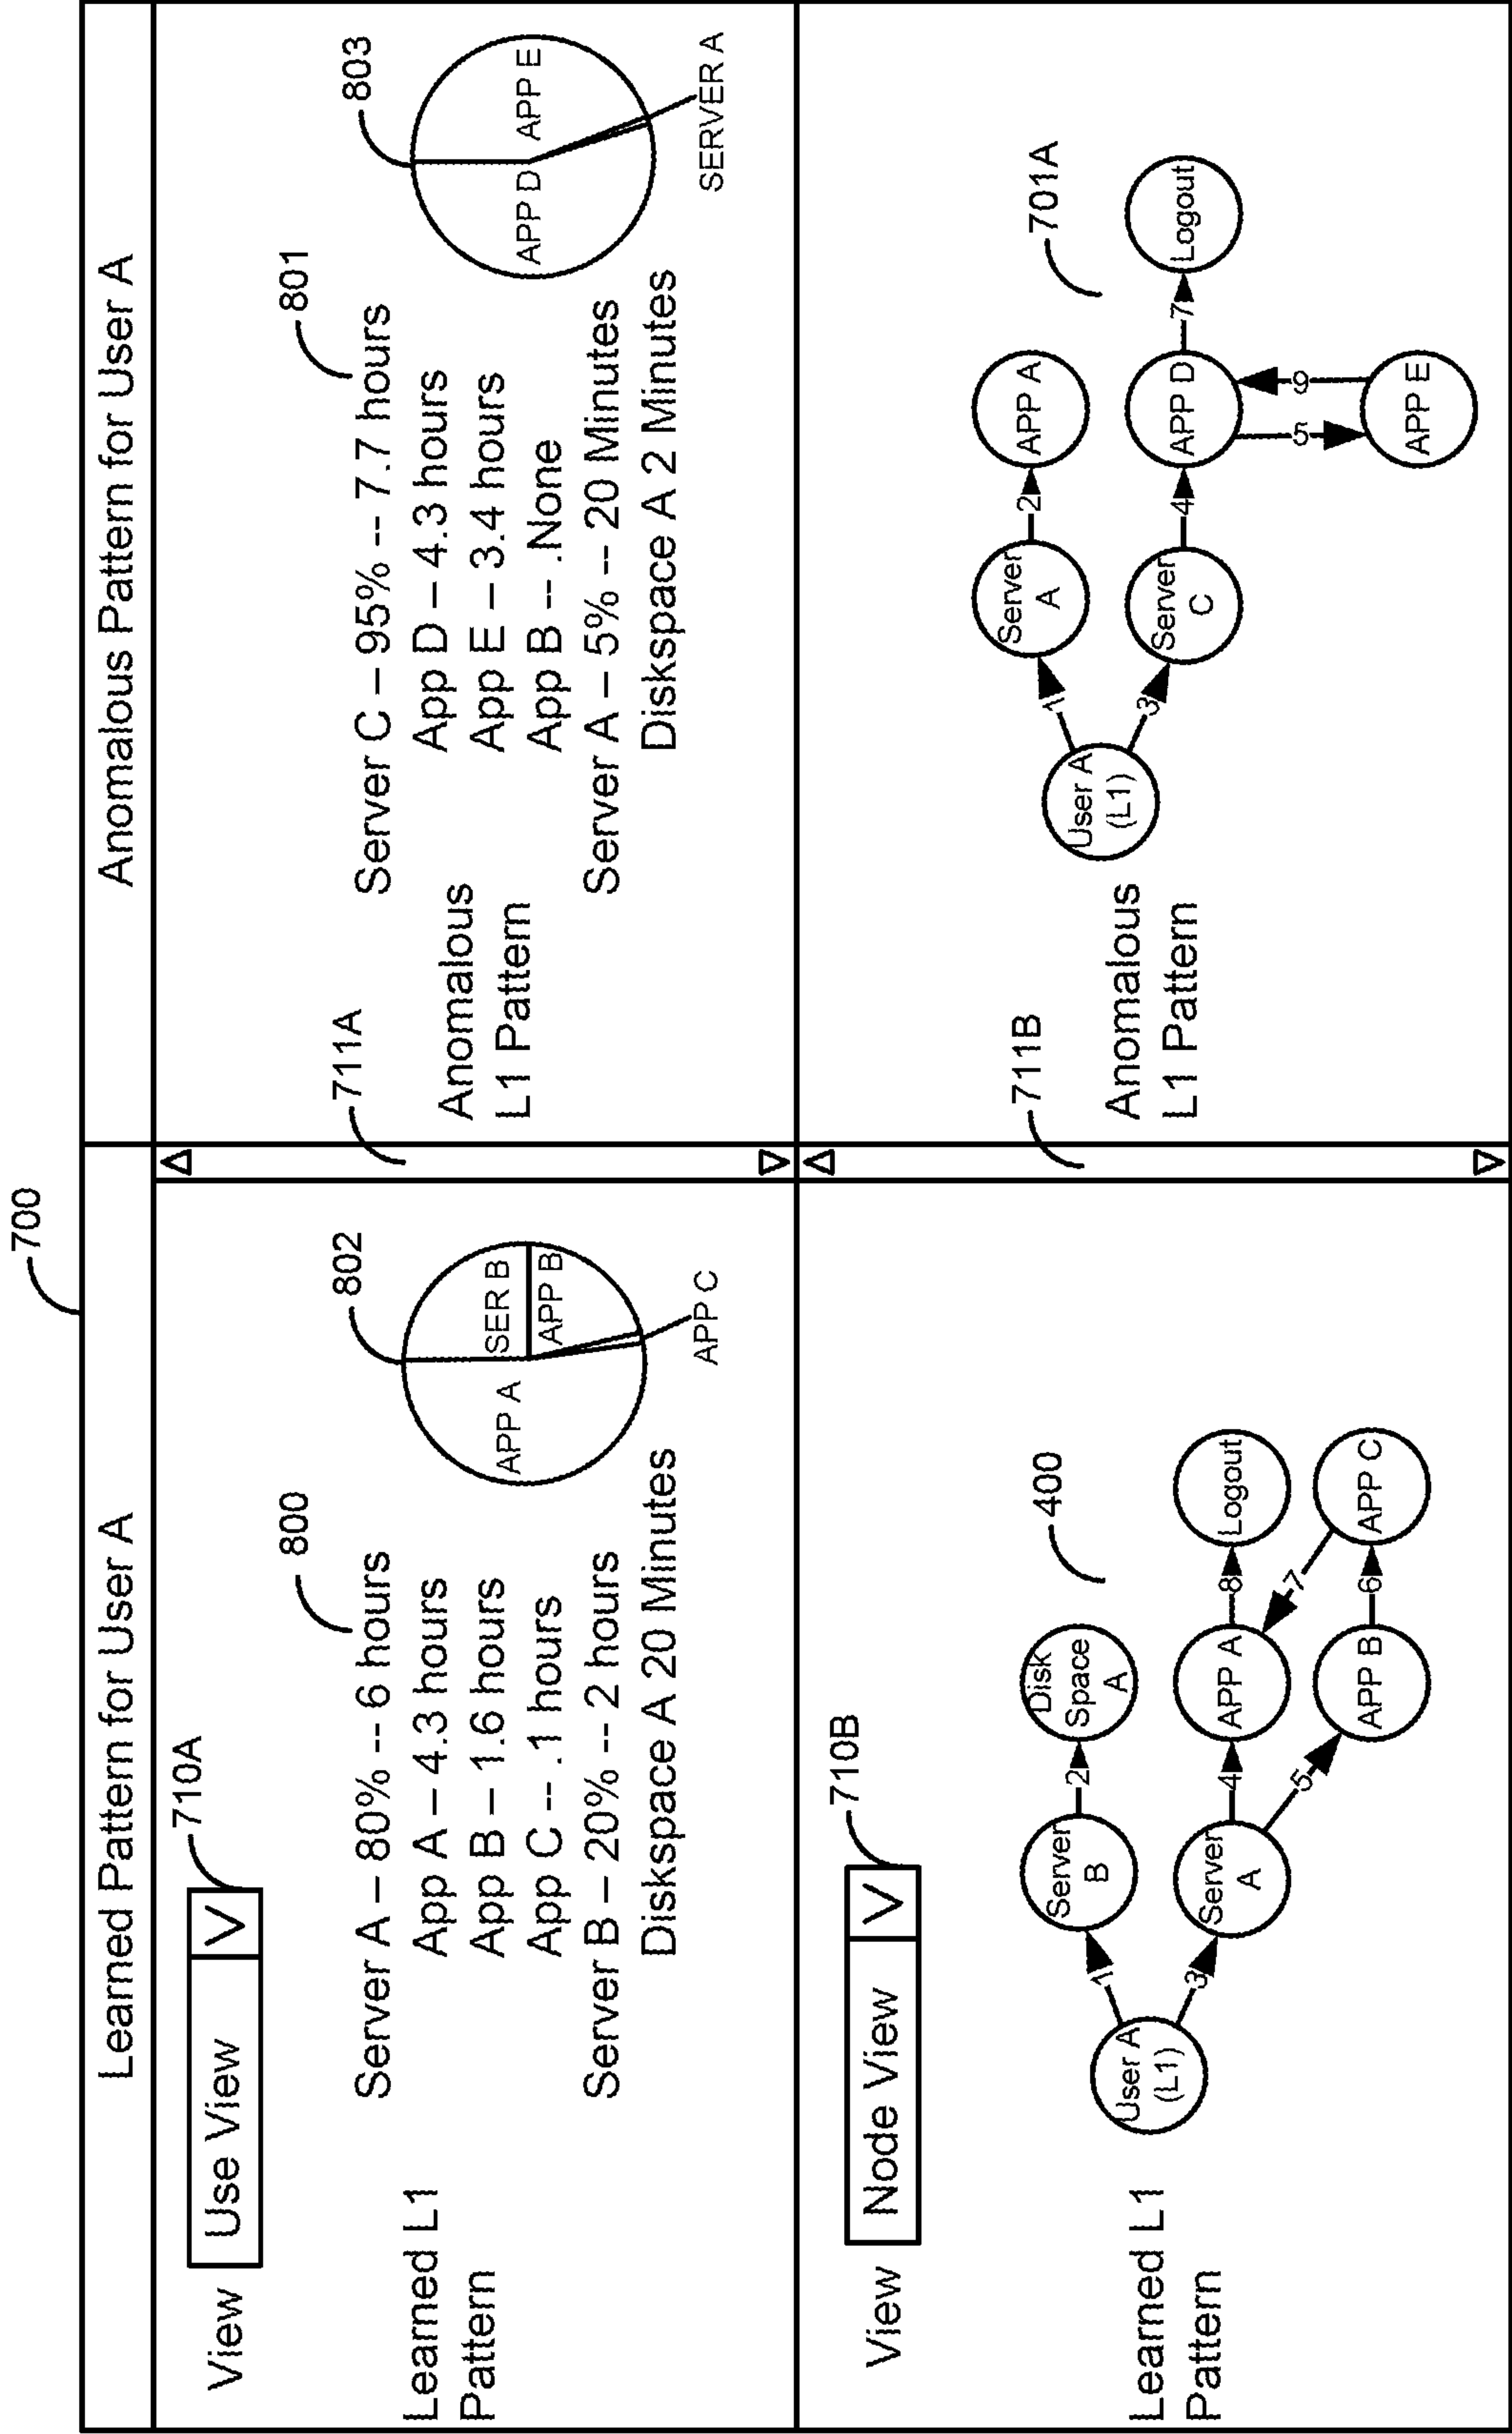 700
Learned Pattern for User A
Anomalous Pattern for User A
View
Use View
V
710A
Learned L1
Pattern
800
Server A – 80% -- 6 hours
App A – 4.3 hours
App B – 1.6 hours
App C -- .1 hours
Server B – 20% -- 2 hours
Diskspace A 20 Minutes
802
APP A
SER B
APP B
APP C
711A
Anomalous
L1 Pattern
801
Server C – 95% -- 7.7 hours
App D – 4.3 hours
App E – 3.4 hours
App B -- .None
Server A – 5% -- 20 Minutes
Diskspace A 2 Minutes
803
APP D
APP E
SERVER A
View
Node View
V
710B
Learned L1
Pattern
400
User A
(L1)
1
3
Server
B
2
Disk
Space
A
Server
A
4
5
APP A
8
Logout
7
APP B
6
APP C
711B
Anomalous
L1 Pattern
701A
User A
(L1)
1
3
Server
A
2
APP A
Server
C
4
APP D
7
Logout
5
9
APP E